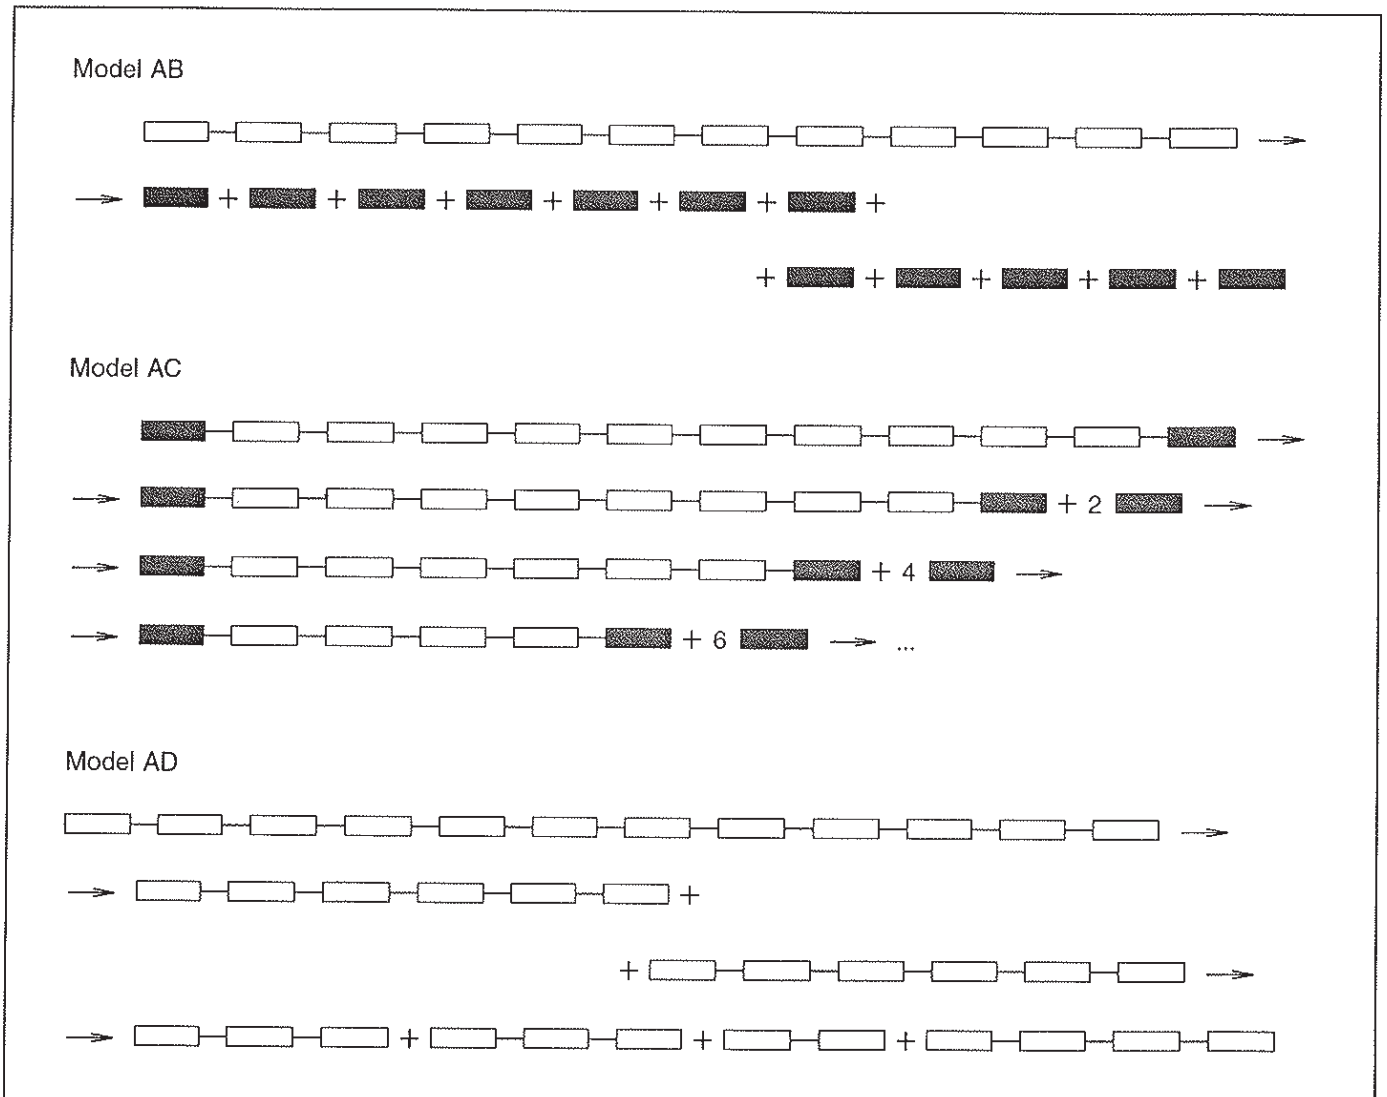 Model AB
+ + + + + + +
+ + + + +
Model AC
+ 2
+ 4
+ 6 ...
Model AD
+
+
+ + +